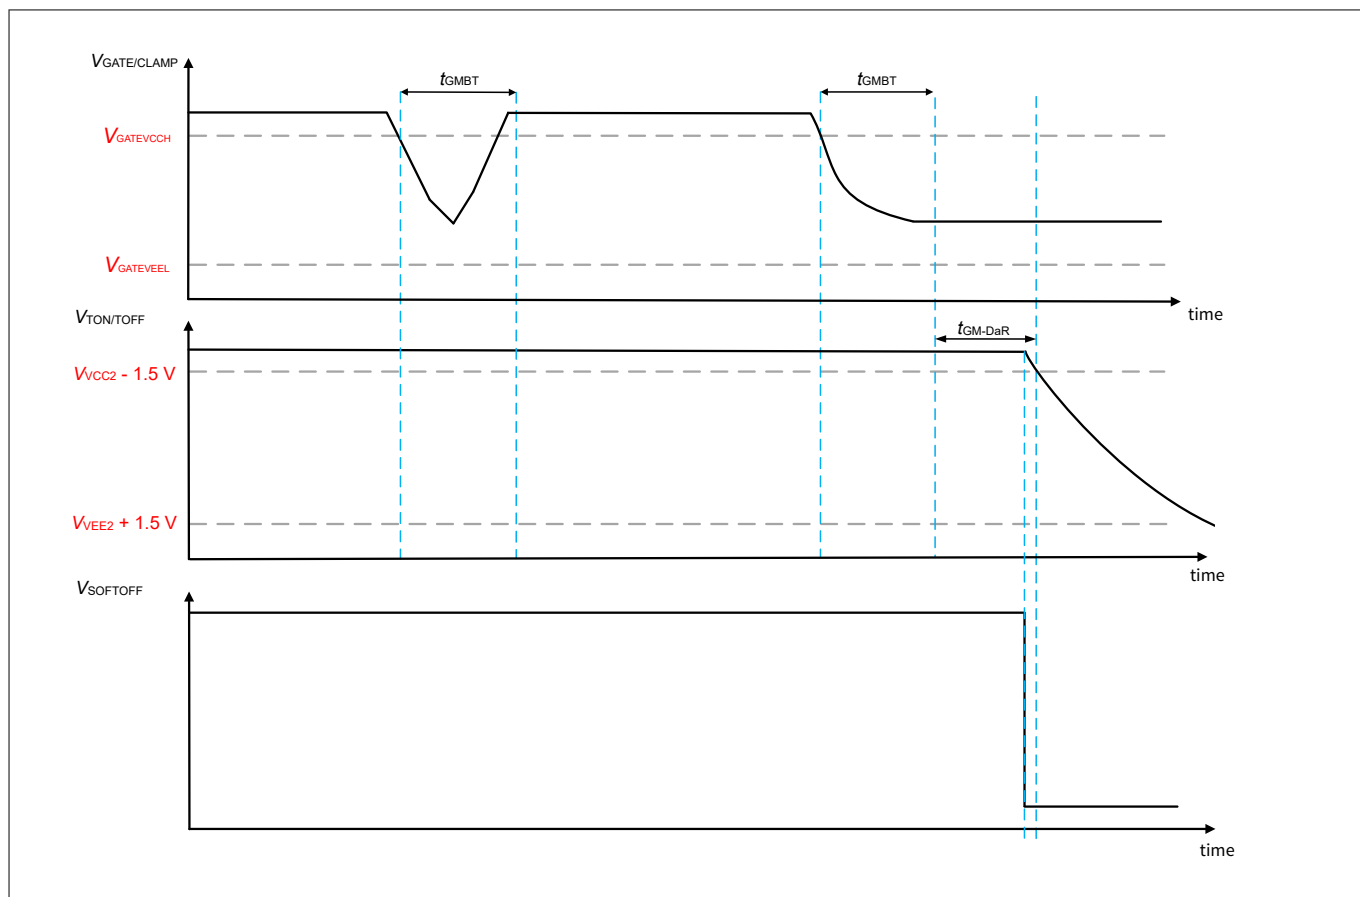 VGATE/CLAMP
tGMBT
tGMBT
VGATEVCCH
VGATEVEEL
time
VTON/TOFF
tGM-DaR
VVCC2 - 1.5 V
VVEE2 + 1.5 V
time
VSOFTOFF
time